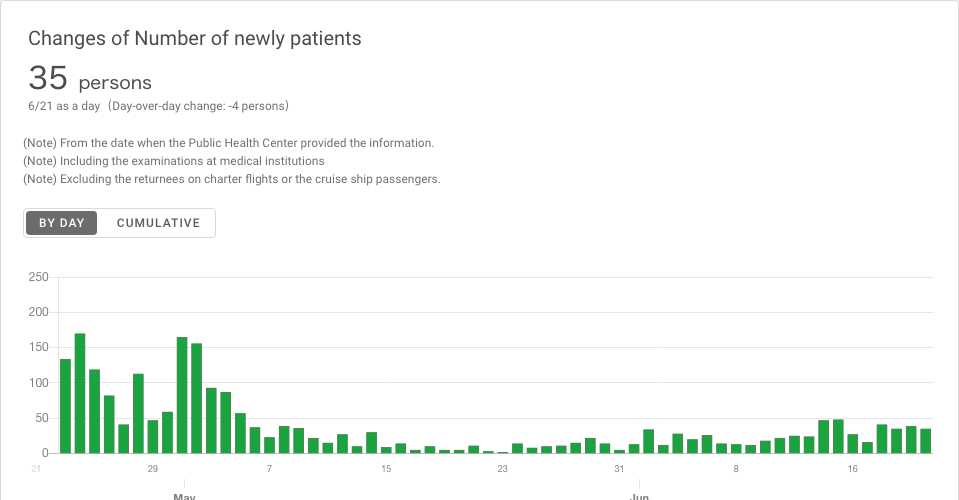 Changes of Number of newly patients
35 persons
6/21 as a day （Day-over-day change: -4 persons）
(Note) From the date when the Public Health Center provided the information.
(Note) Including the examinations at medical institutions
(Note) Excluding the returnees on charter flights or the cruise ship passengers.
BY DAY CUMULATIVE
250
200
150
100
50
0
21 29 7 15 23 31 8 16
May Jun